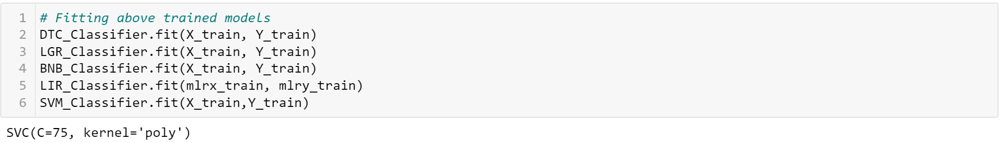 1 # Fitting above trained models
2 DTC_Classifier.fit(X_train, Y_train)
3 LGR_Classifier.fit(X_train, Y_train)
4 BNB_Classifier.fit(X_train, Y_train)
5 LIR_Classifier.fit(mlrx_train, mlry_train)
6 SVM_Classifier.fit(X_train,Y_train)
SVC(C=75, kernel='poly')